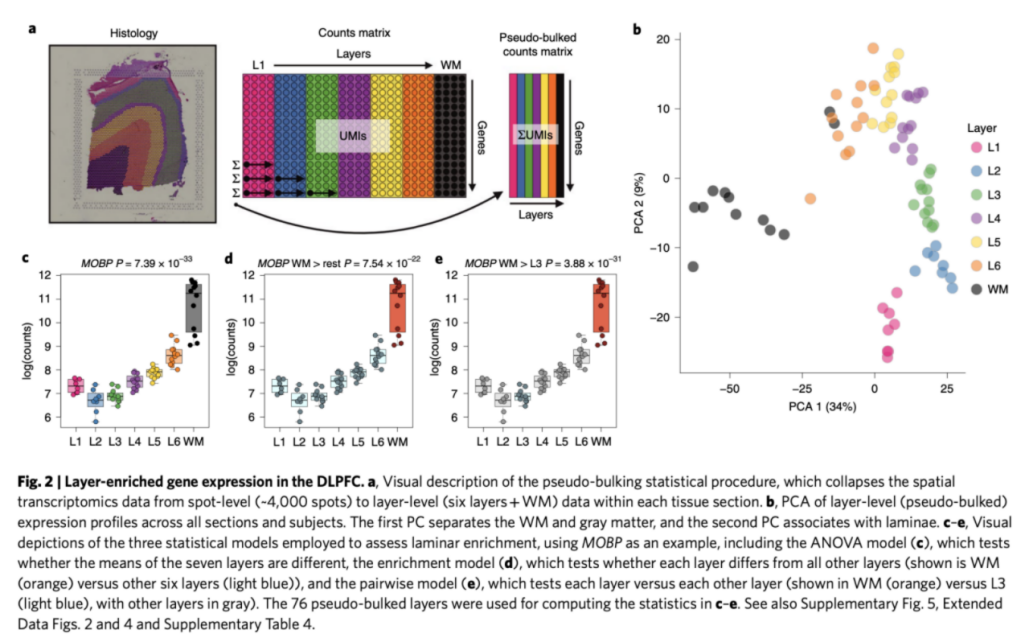 a
Histology
Counts matrix
Layers
L1
WM
UMIs
Genes
Σ
Σ
Σ
Pseudo-bulked
counts matrix
ΣUMIs
Genes
Layers
b
20
10
0
−10
−20
PCA 2 (9%)
−50
−25
0
25
PCA 1 (34%)
Layer
L1
L2
L3
L4
L5
L6
WM
c
MOBP P = 7.39 × 10−33
12
11
10
9
8
7
6
log(counts)
L1 L2 L3 L4 L5 L6 WM
d
MOBP WM > rest P = 7.54 × 10−22
12
11
10
9
8
7
6
log(counts)
L1 L2 L3 L4 L5 L6 WM
e
MOBP WM > L3 P = 3.88 × 10−31
12
11
10
9
8
7
6
log(counts)
L1 L2 L3 L4 L5 L6 WM
Fig. 2 | Layer-enriched gene expression in the DLPFC. a, Visual description of the pseudo-bulking statistical procedure, which collapses the spatial
transcriptomics data from spot-level (~4,000 spots) to layer-level (six layers + WM) data within each tissue section. b, PCA of layer-level (pseudo-bulked)
expression profiles across all sections and subjects. The first PC separates the WM and gray matter, and the second PC associates with laminae. c–e, Visual
depictions of the three statistical models employed to assess laminar enrichment, using MOBP as an example, including the ANOVA model (c), which tests
whether the means of the seven layers are different, the enrichment model (d), which tests whether each layer differs from all other layers (shown is WM
(orange) versus other six layers (light blue)), and the pairwise model (e), which tests each layer versus each other layer (shown in WM (orange) versus L3
(light blue), with other layers in gray). The 76 pseudo-bulked layers were used for computing the statistics in c–e. See also Supplementary Fig. 5, Extended
Data Figs. 2 and 4 and Supplementary Table 4.